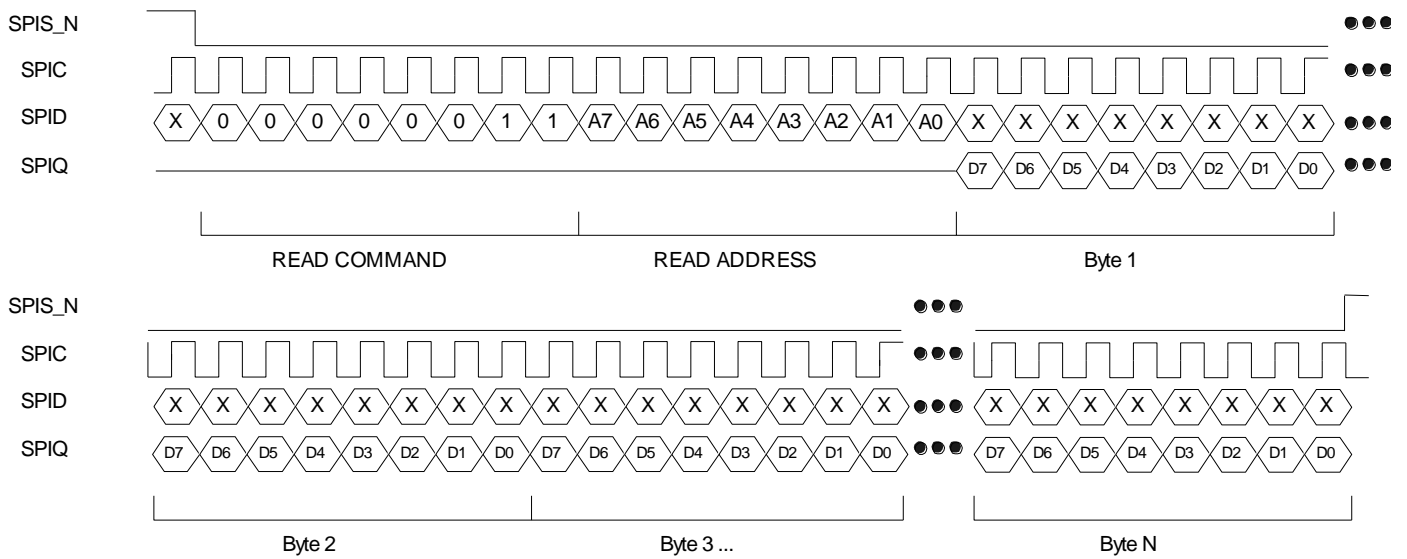 SPIS_N
SPIC
SPID X 0 0 0 0 0 0 1 1 A7 A6 A5 A4 A3 A2 A1 A0 X X X X X X X X
SPIQ D7 D6 D5 D4 D3 D2 D1 D0
READ COMMAND READ ADDRESS Byte 1
SPIS_N
SPIC
SPID X X X X X X X X X X X X X X X X X X X X X X X X
SPIQ D7 D6 D5 D4 D3 D2 D1 D0 D7 D6 D5 D4 D3 D2 D1 D0 D7 D6 D5 D4 D3 D2 D1 D0
Byte 2 Byte 3 ... Byte N